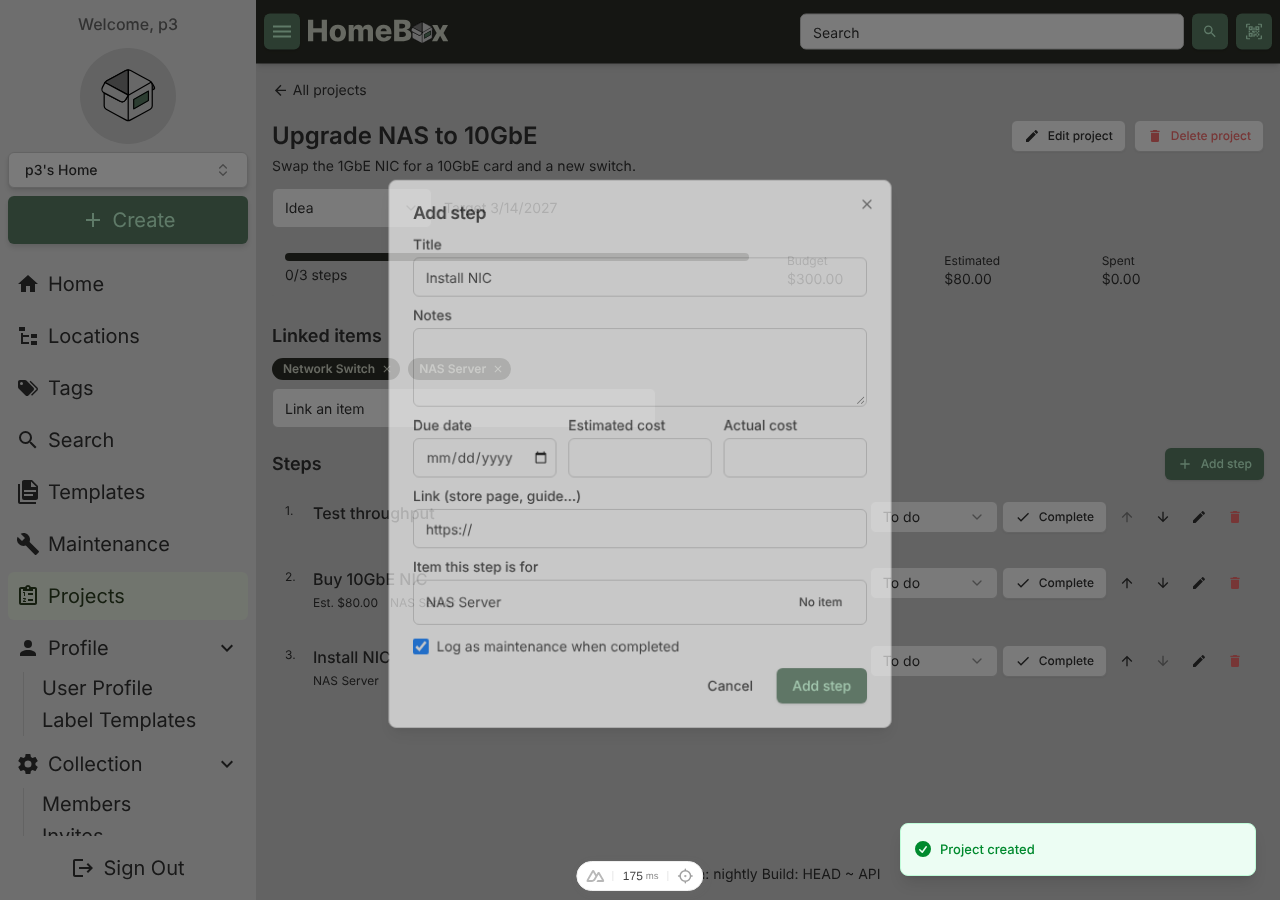 Welcome, p3
p3's Home
Create
Home
Locations
Tags
Search
Templates
Maintenance
Projects
Profile
User Profile
Label Templates
Collection
Members
Invites
Sign Out
HomeBox
Search
All projects
Upgrade NAS to 10GbE
Edit project
Delete project
Swap the 1GbE NIC for a 10GbE card and a new switch.
Idea
Target 3/14/2027
0/3 steps
Budget
$300.00
Estimated
$80.00
Spent
$0.00
Linked items
Network Switch ×
NAS Server ×
Link an item
Steps
Add step
1. Test throughput
To do
Complete
2. Buy 10GbE NIC
Est. $80.00 NAS Server
To do
Complete
3. Install NIC
NAS Server
To do
Complete
Add step
Title
Install NIC
Notes
Due date
Estimated cost
Actual cost
mm/dd/yyyy
Link (store page, guide...)
https://
Item this step is for
NAS Server
No item
Log as maintenance when completed
Cancel
Add step
Project created
175 ms
: nightly Build: HEAD ~ API